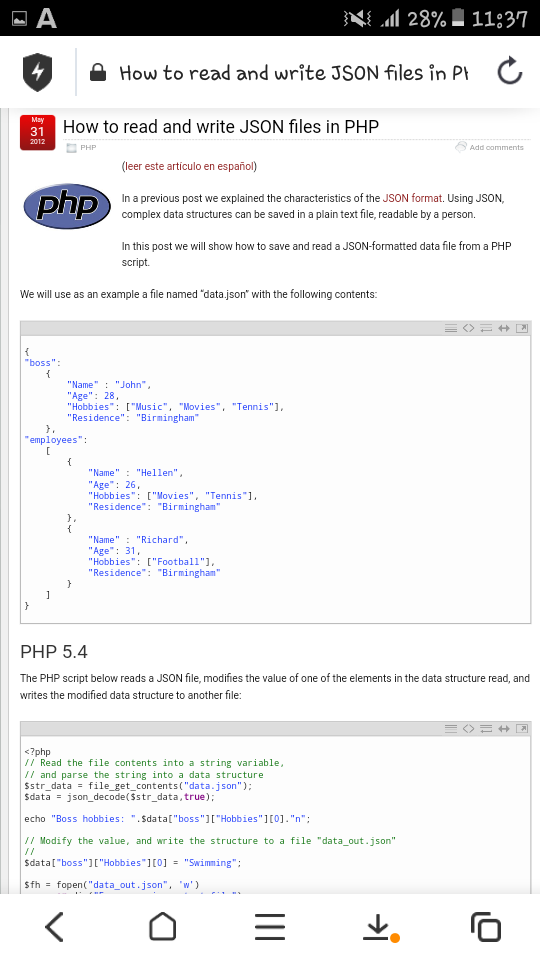 A 28% 11:37
How to read and write JSON files in PH
May
31
2012
How to read and write JSON files in PHP
PHP Add comments
(leer este artículo en español)
php
In a previous post we explained the characteristics of the JSON format. Using JSON,
complex data structures can be saved in a plain text file, readable by a person.
In this post we will show how to save and read a JSON-formatted data file from a PHP
script.
We will use as an example a file named “data.json” with the following contents:
{
"boss":
    {
        "Name" : "John",
        "Age": 28,
        "Hobbies": ["Music", "Movies", "Tennis"],
        "Residence": "Birmingham"
    },
"employees":
    [
        {
            "Name" : "Hellen",
            "Age": 26,
            "Hobbies": ["Movies", "Tennis"],
            "Residence": "Birmingham"
        },
        {
            "Name" : "Richard",
            "Age": 31,
            "Hobbies": ["Football"],
            "Residence": "Birmingham"
        }
    ]
}
PHP 5.4
The PHP script below reads a JSON file, modifies the value of one of the elements in the data structure read, and
writes the modified data structure to another file:
<?php
// Read the file contents into a string variable,
// and parse the string into a data structure
$str_data = file_get_contents("data.json");
$data = json_decode($str_data,true);
echo "Boss hobbies: ".$data["boss"]["Hobbies"][0]."n";
// Modify the value, and write the structure to a file "data_out.json"
//
$data["boss"]["Hobbies"][0] = "Swimming";
$fh = fopen("data_out.json", 'w')